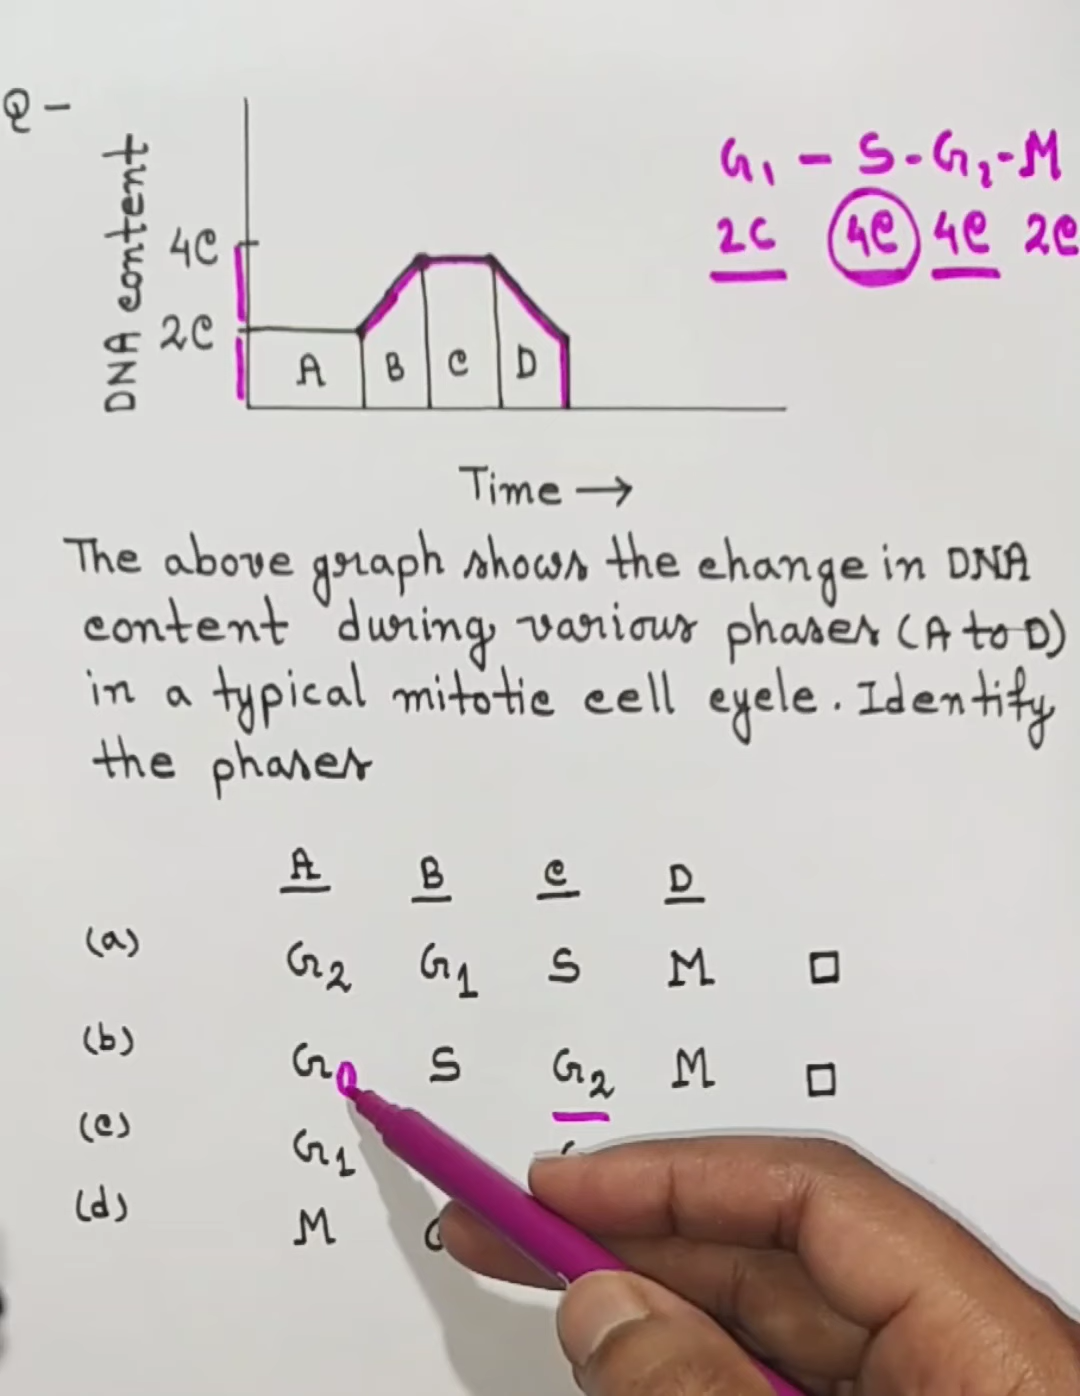 Q -
G1 - S - G2 - M
2C 4C 4C 2C
DNA content
4C
2C
A B C D
Time →
The above graph shows the change in DNA
content during various phases (A to D)
in a typical mitotic cell cycle. Identify
the phases
A B C D
(a) G2 G1 S M □
(b) G0 S G2 M □
(c) G1
(d) M